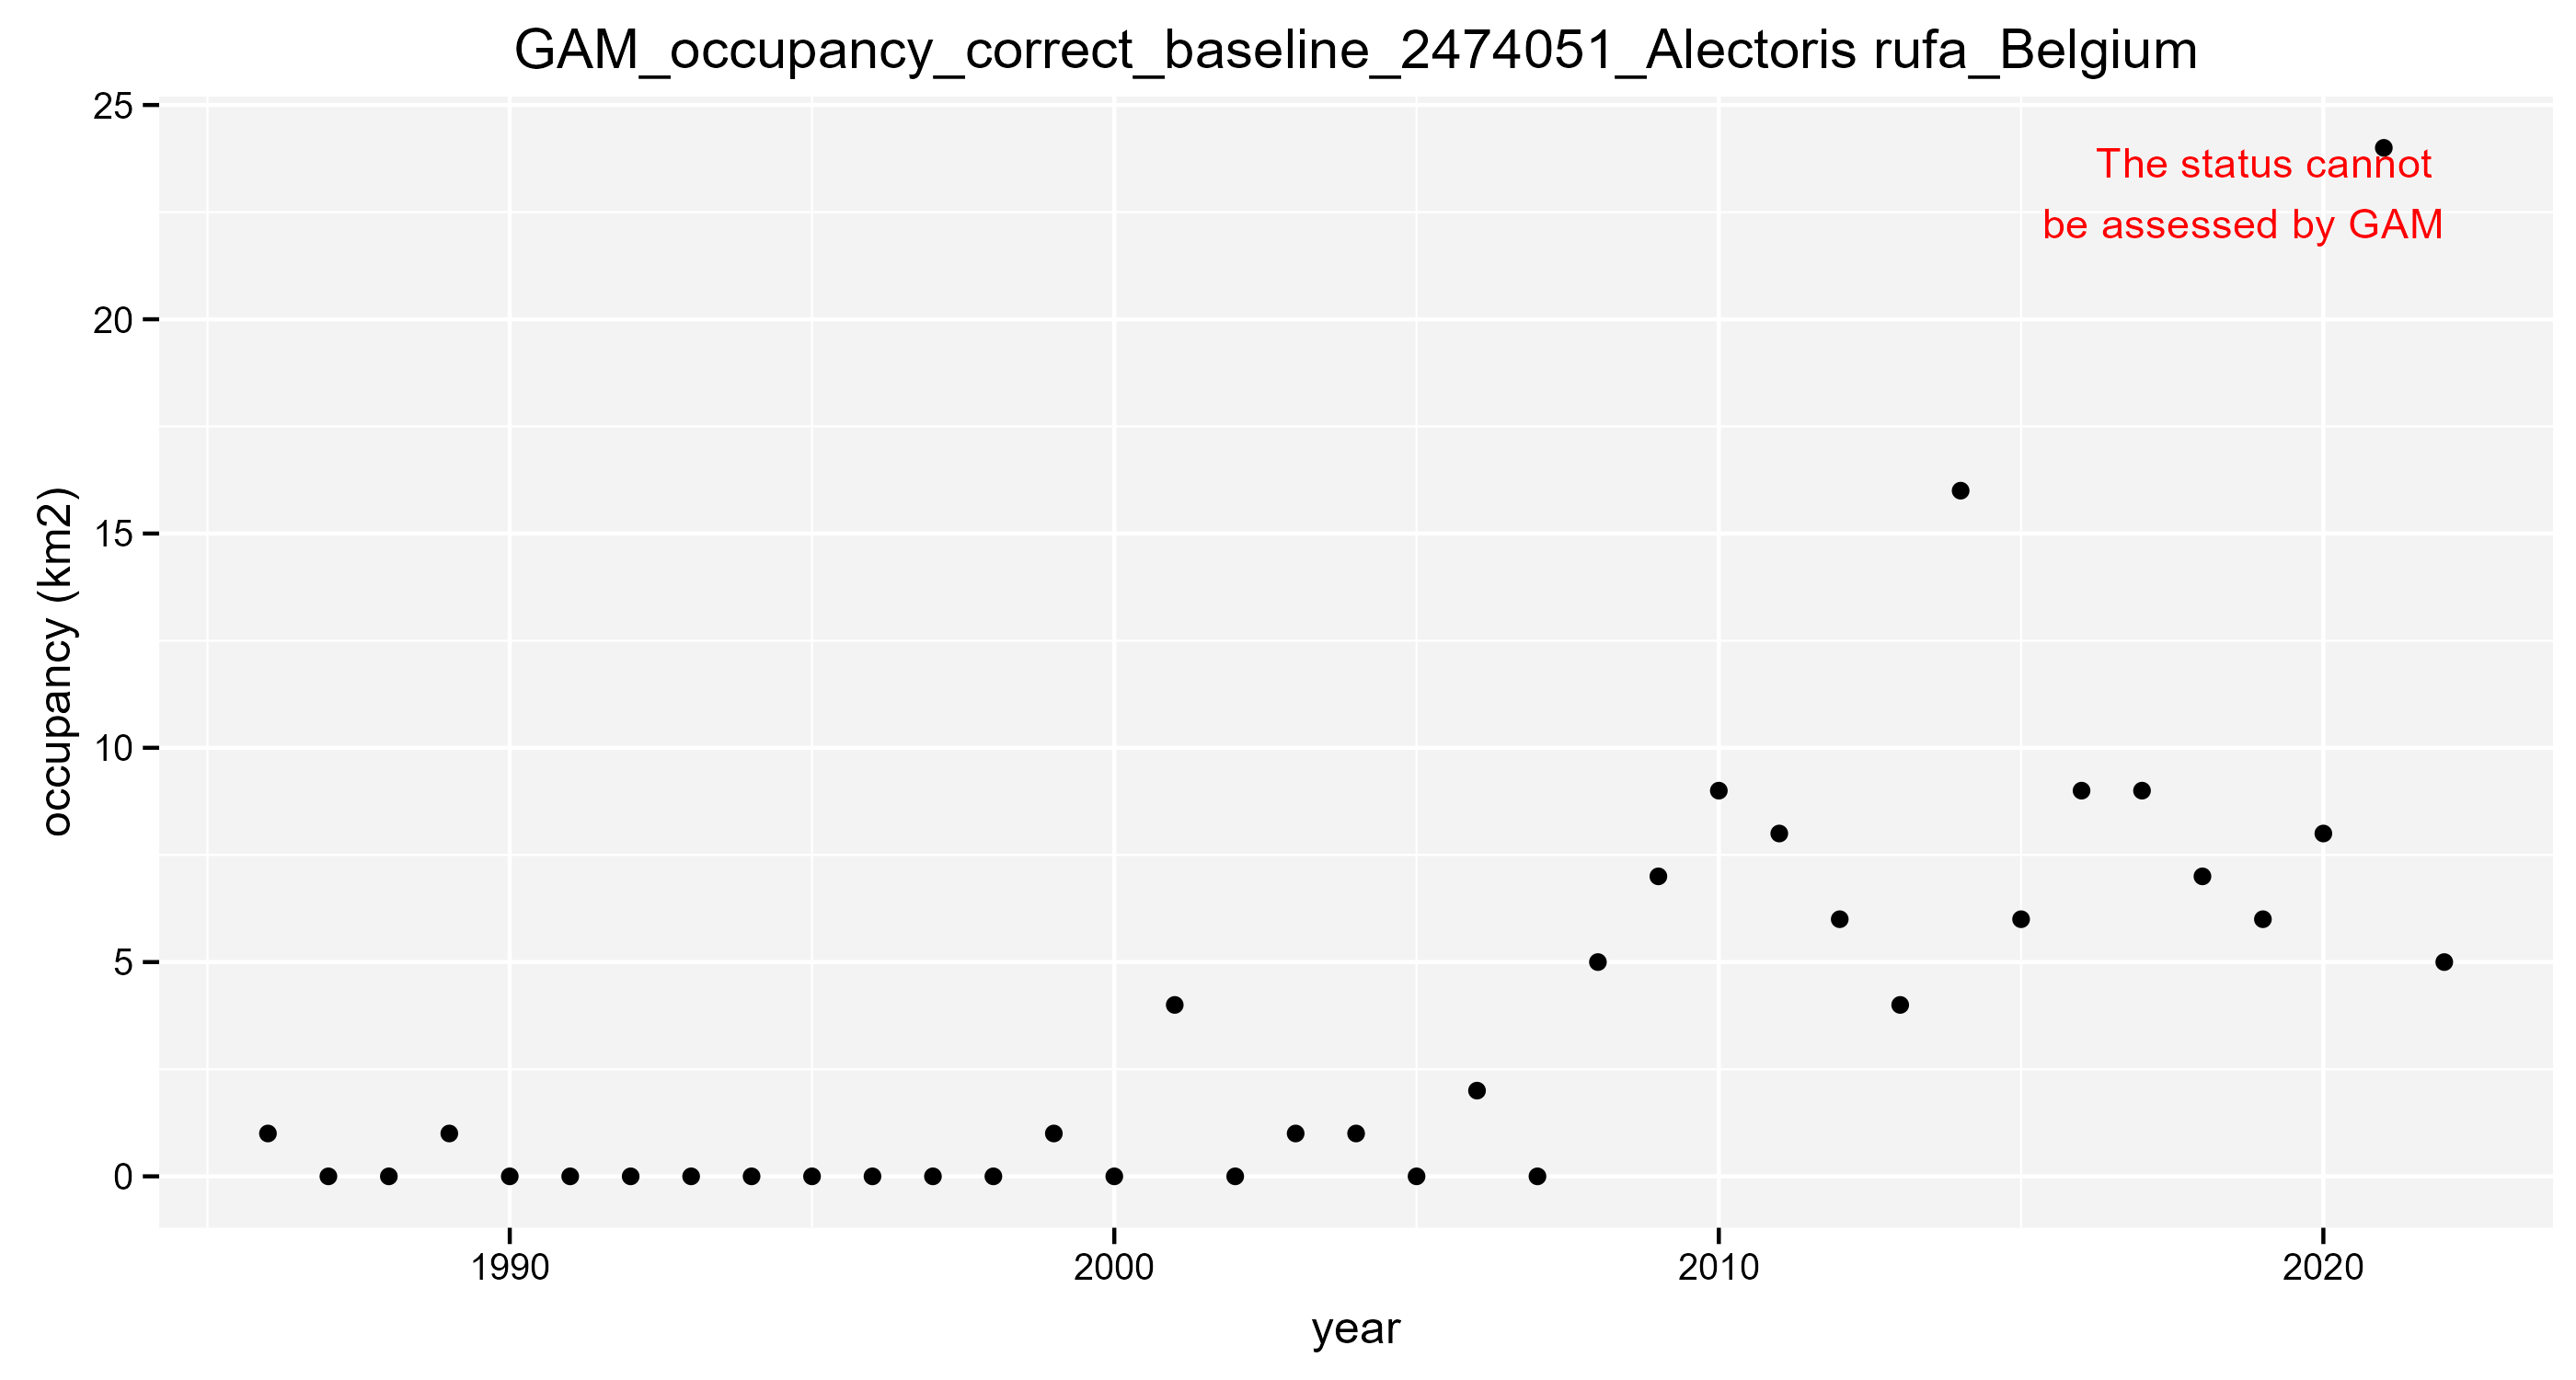 GAM_occupancy_correct_baseline_2474051_Alectoris rufa_Belgium
25
The status cannot
be assessed by GAM
20
15
occupancy (km2)
10
5
0
1990 2000 2010 2020
year